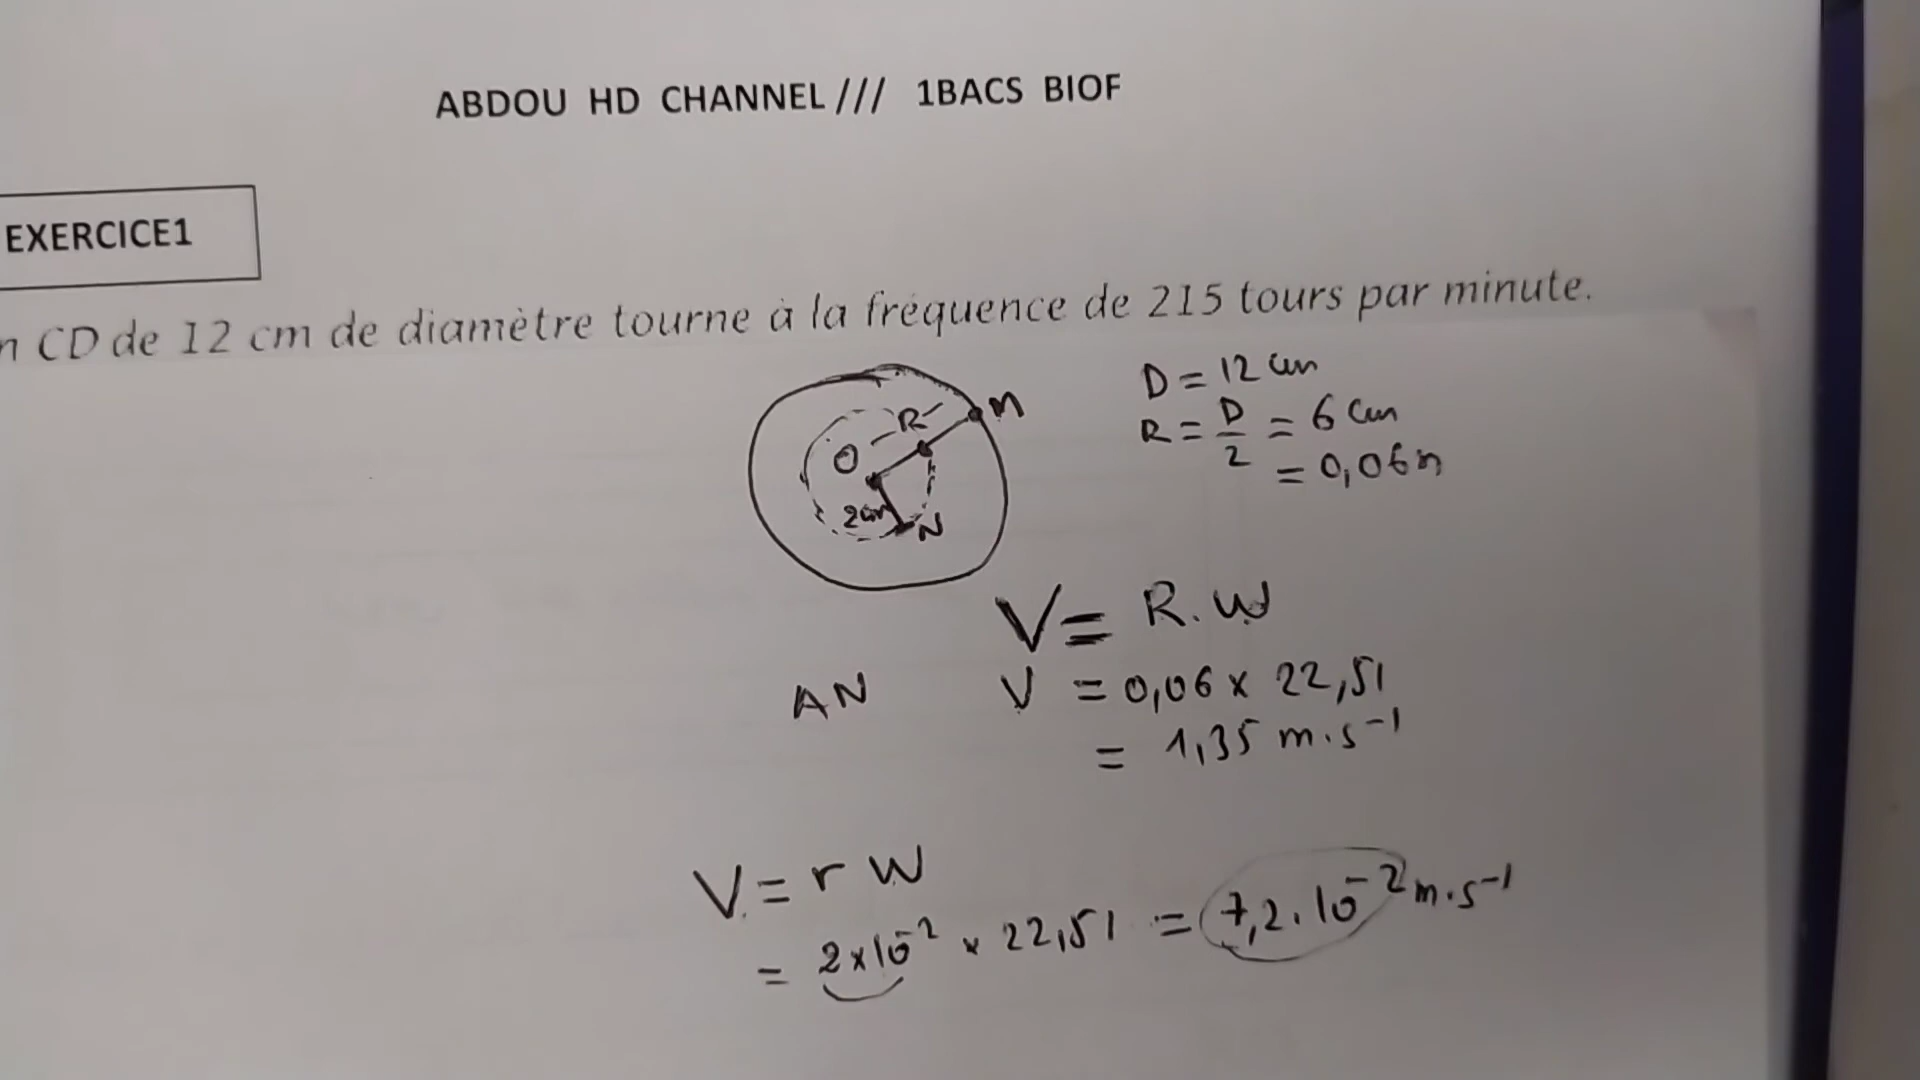 ABDOU HD CHANNEL /// 1BACS BIOF
EXERCICE1
n CD de 12 cm de diamètre tourne à la fréquence de 215 tours par minute.
D = 12 cm
R = D/2 = 6 cm
= 0,06m
R
M
O
2cm
N
V = R.W
AN V = 0,06 x 22,51
= 1,35 m.s⁻¹
V = r W
= 2x10⁻² x 22,51 = 7,2.10⁻² m.s⁻¹